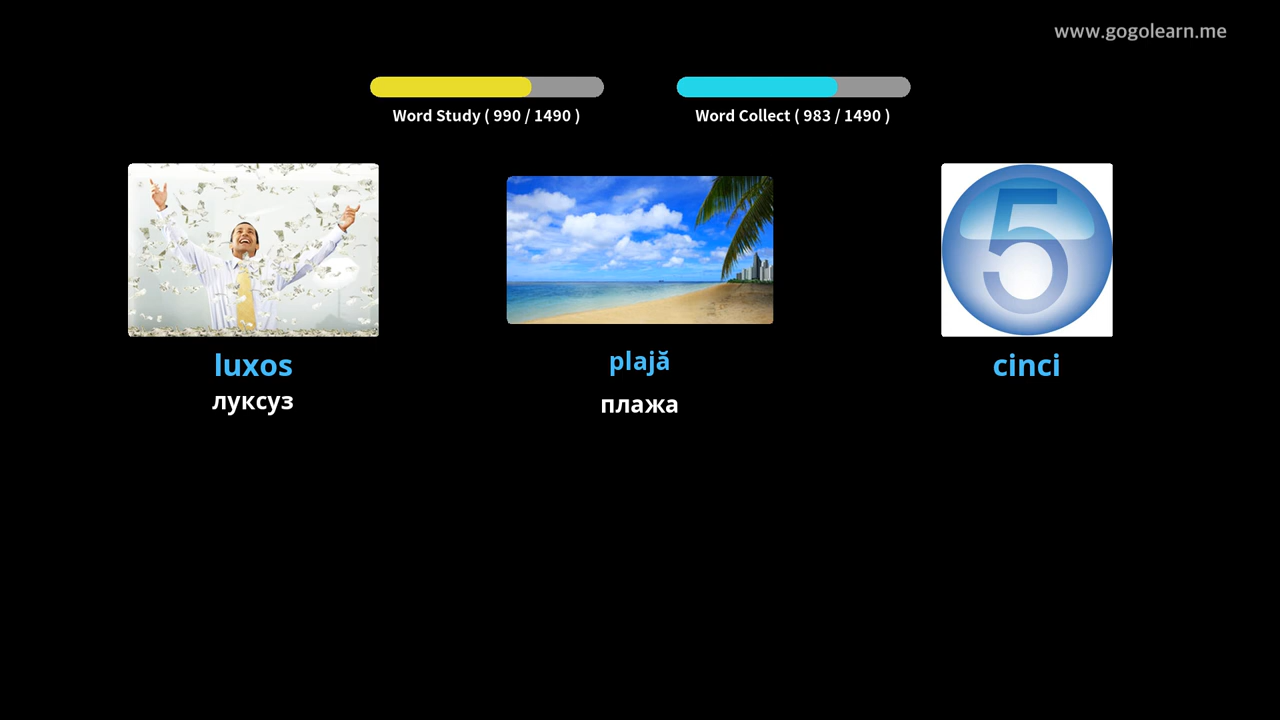 www.gogolearn.me
Word Study ( 990 / 1490 )
Word Collect ( 983 / 1490 )
5
luxos
луксуз
plajă
плажа
cinci